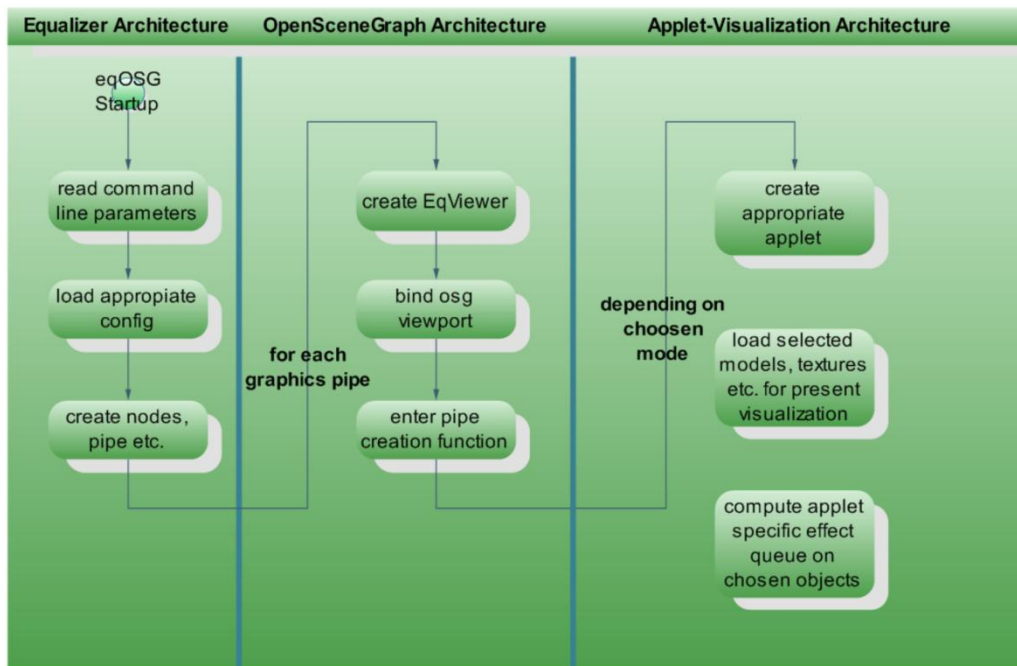 Equalizer Architecture
OpenSceneGraph Architecture
Applet-Visualization Architecture
eqOSG
Startup
read command
line parameters
load appropiate
config
create nodes,
pipe etc.
for each
graphics pipe
create EqViewer
bind osg
viewport
enter pipe
creation function
depending on
choosen
mode
create
appropriate
applet
load selected
models, textures
etc. for present
visualization
compute applet
specific effect
queue on
chosen objects